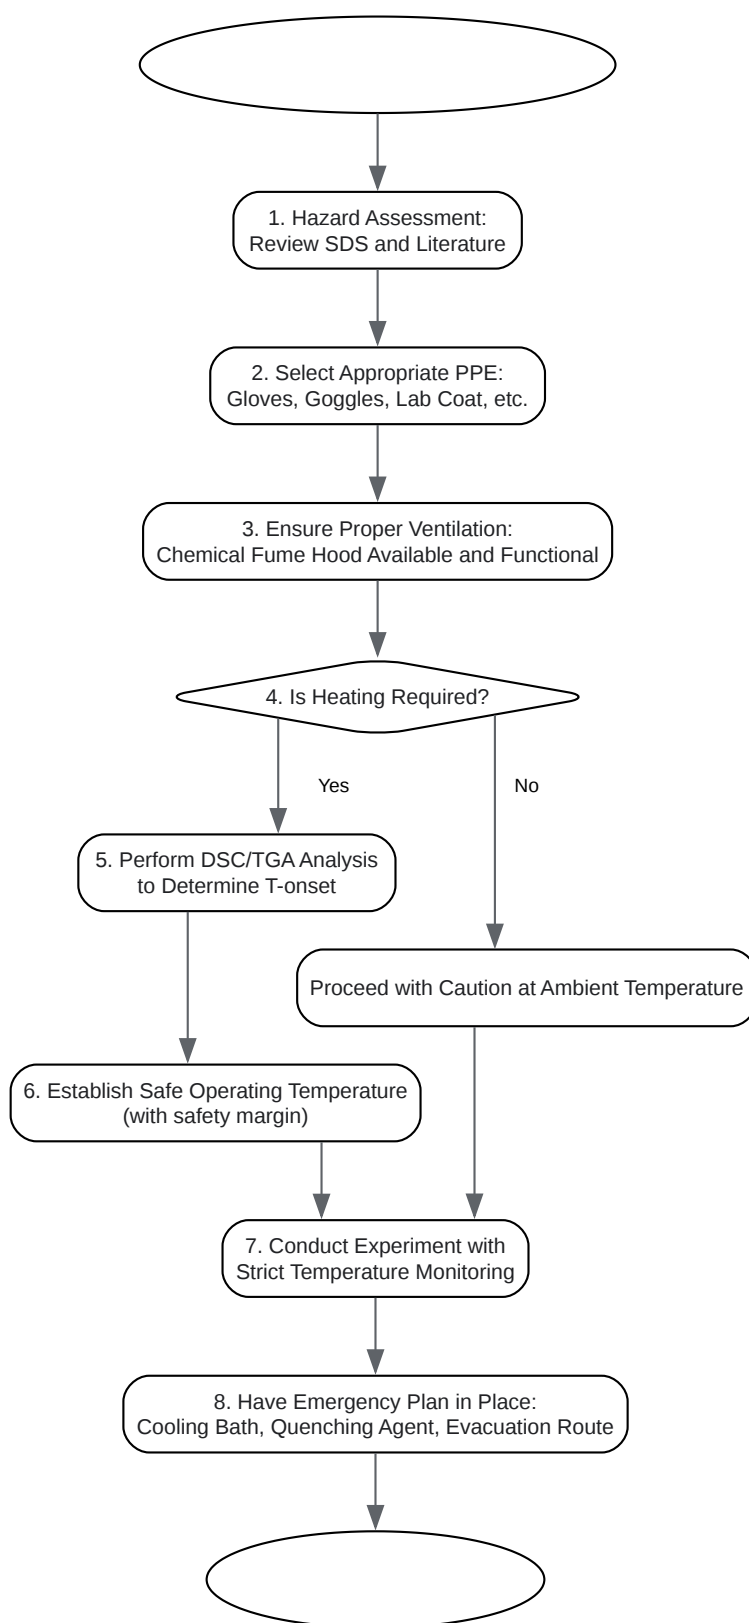 1. Hazard Assessment:
Review SDS and Literature
2. Select Appropriate PPE:
Gloves, Goggles, Lab Coat, etc.
3. Ensure Proper Ventilation:
Chemical Fume Hood Available and Functional
4. Is Heating Required?
Yes
No
5. Perform DSC/TGA Analysis
to Determine T-onset
Proceed with Caution at Ambient Temperature
6. Establish Safe Operating Temperature
(with safety margin)
7. Conduct Experiment with
Strict Temperature Monitoring
8. Have Emergency Plan in Place:
Cooling Bath, Quenching Agent, Evacuation Route